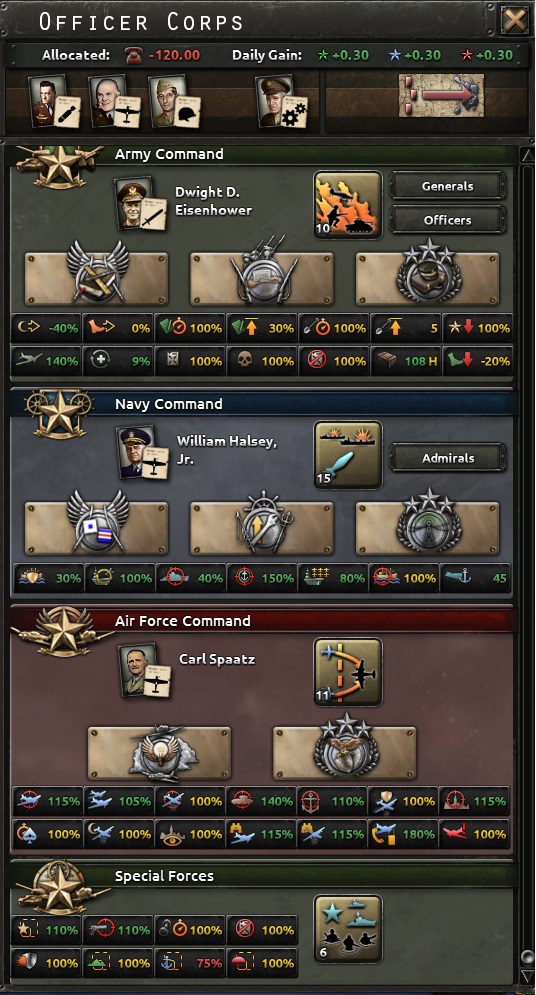 Officer Corps
Allocated: -120.00 Daily Gain: +0.30 +0.30 +0.30
Army Command
Dwight D.
Eisenhower
10
Generals
Officers
-40% 0% 100% 30% 100% 5 100%
140% 9% 100% 100% 100% 108 H -20%
Navy Command
William Halsey,
Jr.
15
Admirals
30% 100% 40% 150% 80% 100% 45
Air Force Command
Carl Spaatz
11
115% 105% 100% 140% 110% 100% 115%
100% 100% 100% 115% 115% 180% 100%
Special Forces
6
110% 110% 100% 100%
100% 100% 75% 100%